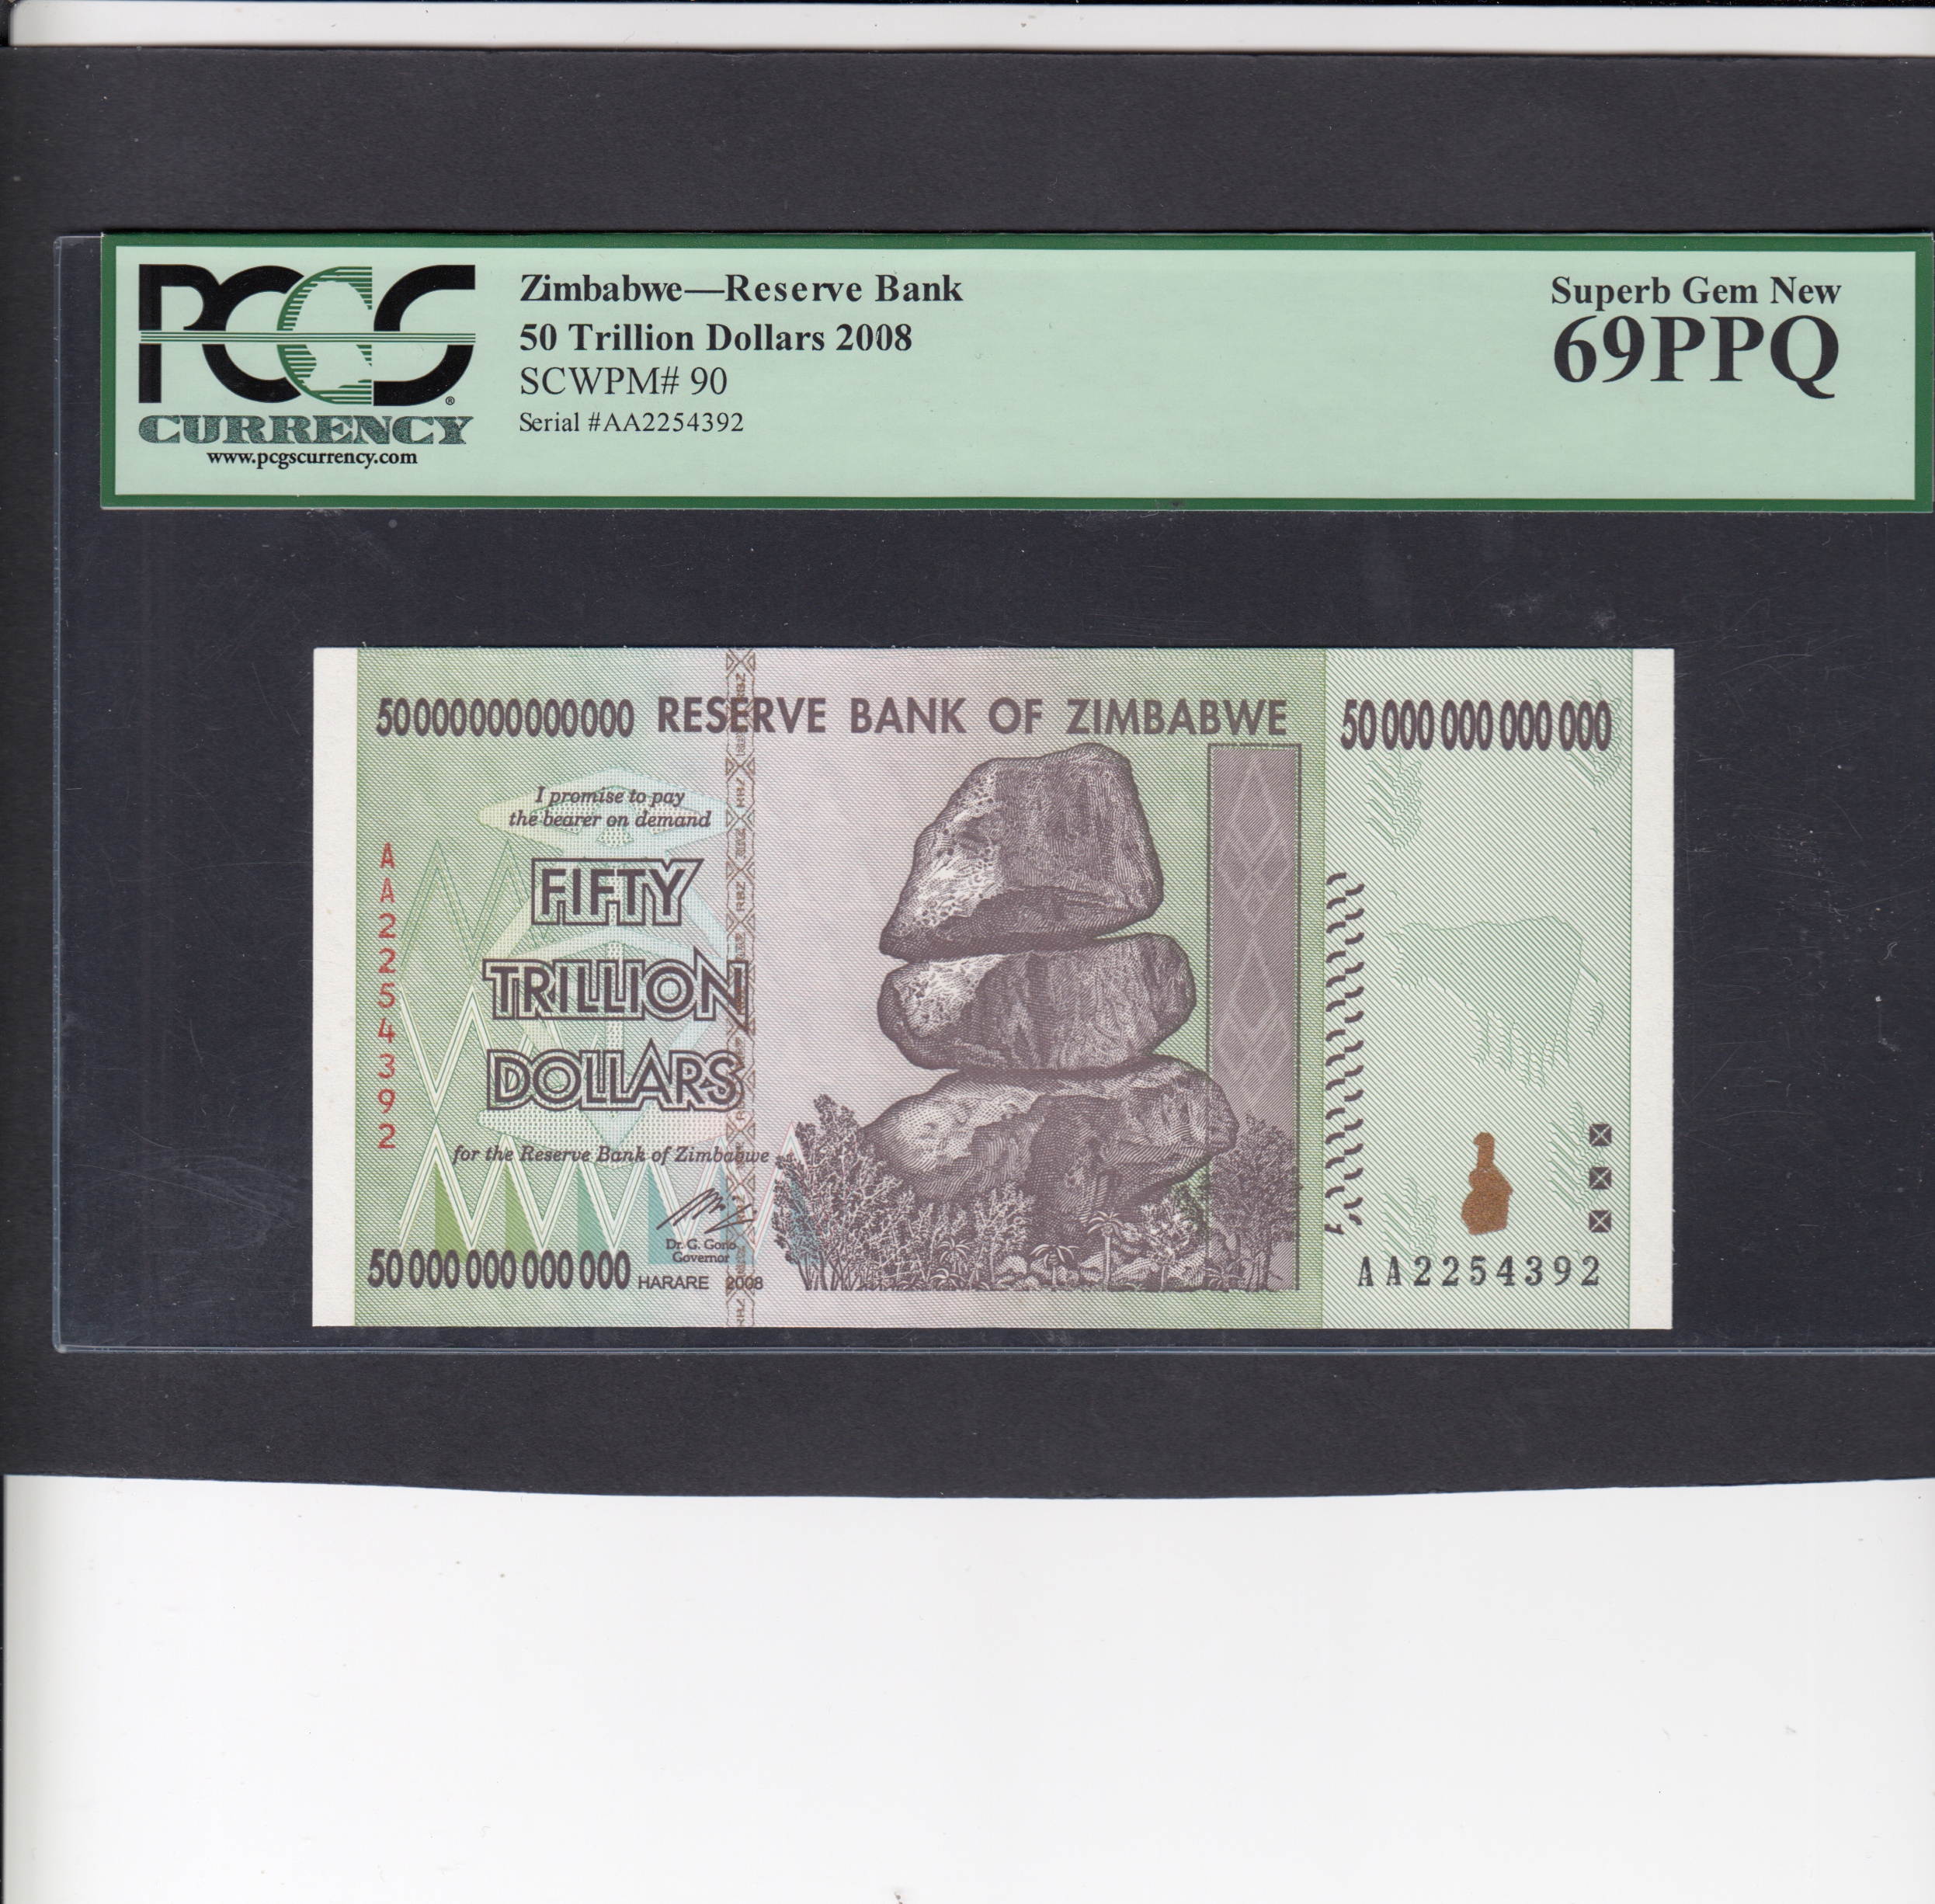 PCGS
CURRENCY
www.pcgscurrency.com
Zimbabwe—Reserve Bank
50 Trillion Dollars 2008
SCWPM# 90
Serial #AA2254392
Superb Gem New
69PPQ
50000000000000 RESERVE BANK OF ZIMBABWE 50 000 000 000 000
I promise to pay
the bearer on demand
FIFTY
TRILLION
DOLLARS
AA2254392
for the Reserve Bank of Zimbabwe
Dr. G. Gono
Governor
50 000 000 000 000 HARARE 2008
AA2254392
RBZ